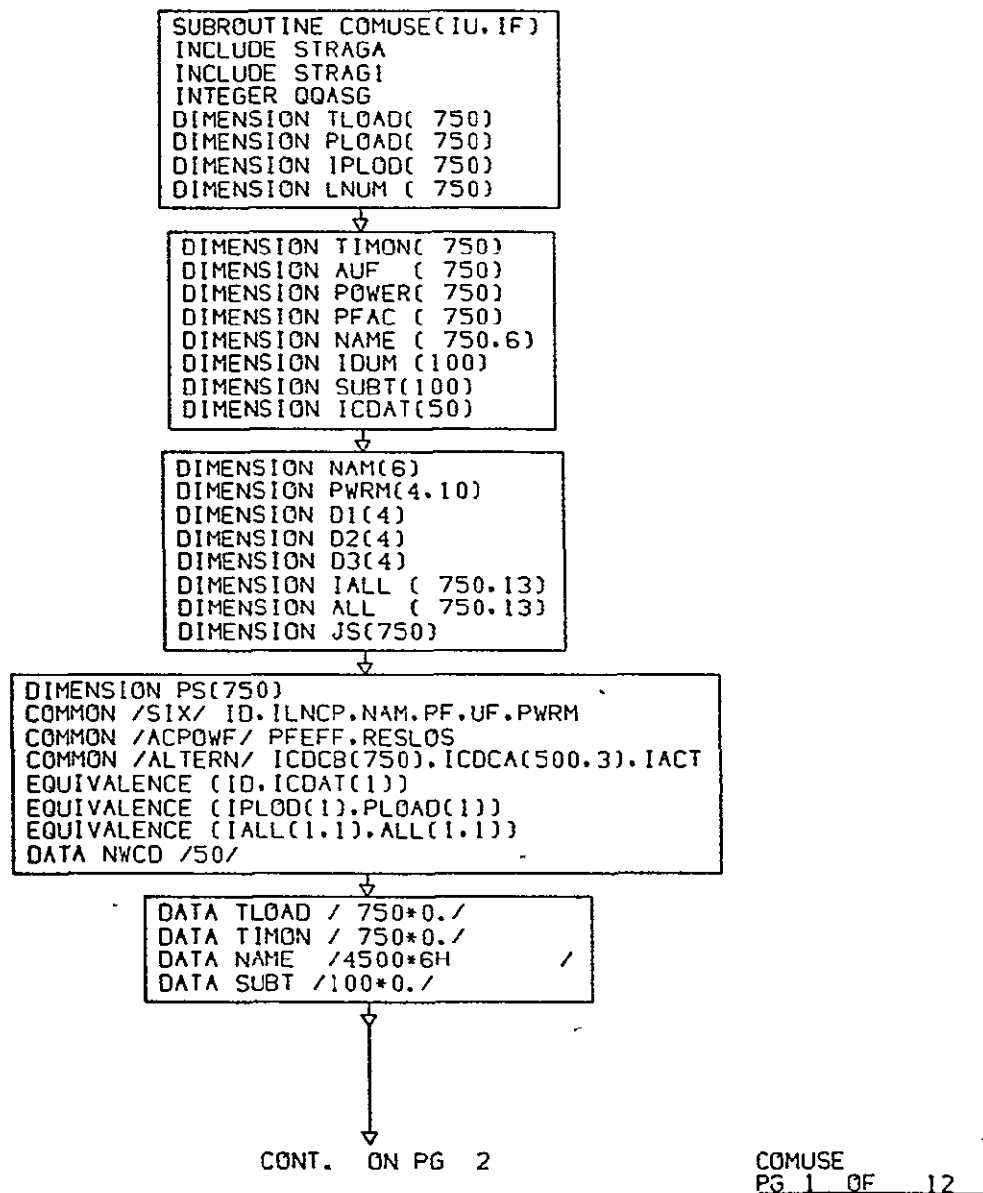 SUBROUTINE COMUSE(IU,IF)
INCLUDE STRAGA
INCLUDE STRAG1
INTEGER QQASG
DIMENSION TLOAD( 750)
DIMENSION PLOAD( 750)
DIMENSION IPLOD( 750)
DIMENSION LNUM ( 750)
DIMENSION TIMON( 750)
DIMENSION AUF  ( 750)
DIMENSION POWER( 750)
DIMENSION PFAC ( 750)
DIMENSION NAME ( 750,6)
DIMENSION IDUM (100)
DIMENSION SUBT(100)
DIMENSION ICDAT(50)
DIMENSION NAM(6)
DIMENSION PWRM(4,10)
DIMENSION D1(4)
DIMENSION D2(4)
DIMENSION D3(4)
DIMENSION IALL ( 750,13)
DIMENSION ALL  ( 750,13)
DIMENSION JS(750)
DIMENSION PS(750)
COMMON /SIX/ ID,ILNCP,NAM,PF,UF,PWRM
COMMON /ACPOWF/ PFEFF,RESLOS
COMMON /ALTERN/ ICDCB(750),ICDCA(500,3),IACT
EQUIVALENCE (ID,ICDAT(1))
EQUIVALENCE (IPLOD(1),PLOAD(1))
EQUIVALENCE (IALL(1,1),ALL(1,1))
DATA NWCD /50/
DATA TLOAD / 750*0./
DATA TIMON / 750*0./
DATA NAME  /4500*6H      /
DATA SUBT /100*0./
CONT.  ON PG  2
COMUSE
PG 1 OF  12